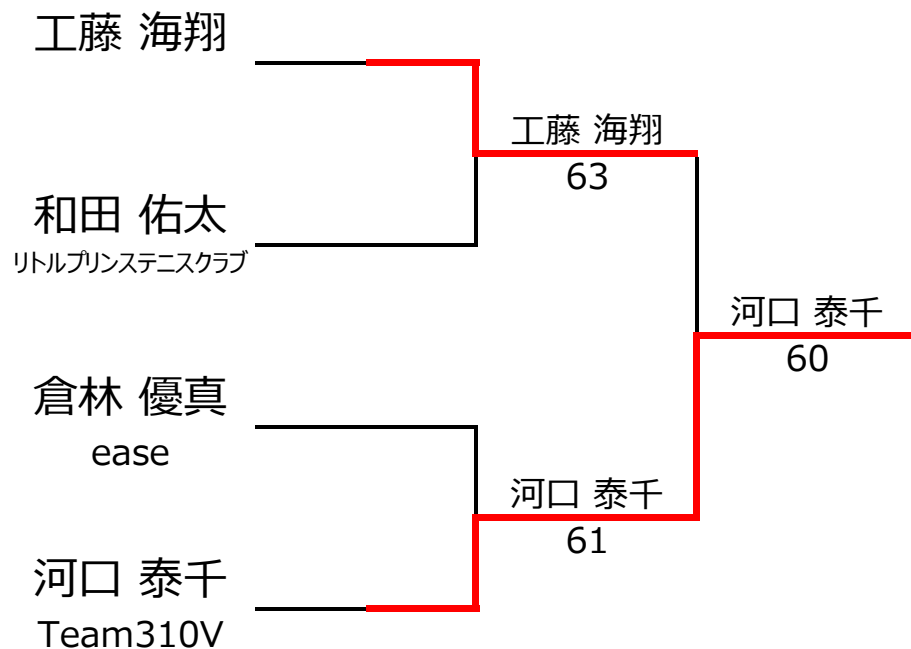 工藤 海翔
和田 佑太
リトルプリンステニスクラブ
倉林 優真
ease
河口 泰千
Team310V
工藤 海翔
63
河口 泰千
61
河口 泰千
60